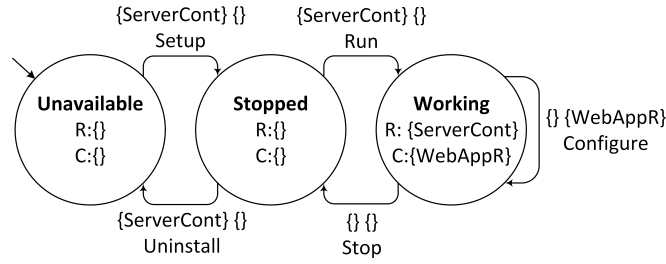 {ServerCont} {}
Setup
{ServerCont} {}
Run
Unavailable
R:{}
C:{}
Stopped
R:{}
C:{}
Working
R: {ServerCont}
C:{WebAppR}
{} {WebAppR}
Configure
{ServerCont} {}
Uninstall
{} {}
Stop